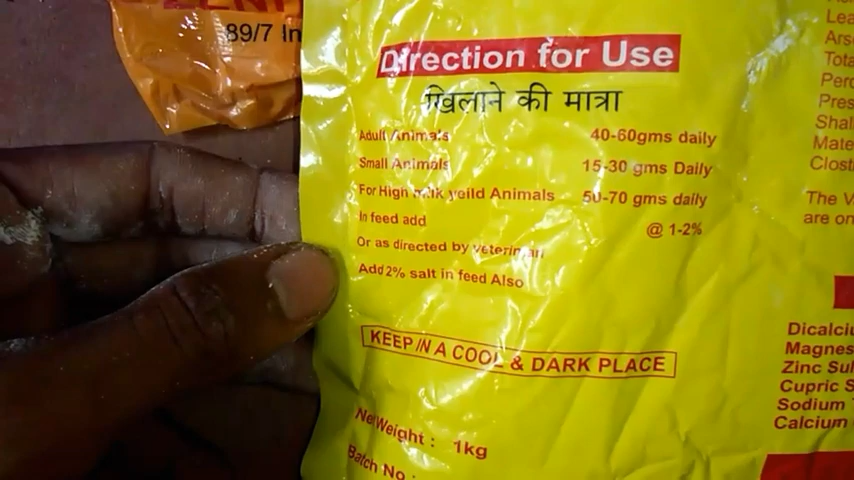 89/7 In
Direction for Use
खिलाने की मात्रा
Adult Animals 40-60gms daily
Small Animals 15-30 gms Daily
For High milk yeild Animals 50-70 gms daily
In feed add @ 1-2%
Or as directed by veterinan
Add 2% salt in feed Also
KEEP IN A COOL & DARK PLACE
Net Weight : 1kg
Batch No :
Lea
Arse
Tota
Perc
Pres
Shal
Mate
Clost
The V
are on
Dicalciu
Magnes
Zinc Sul
Cupric S
Sodium
Calcium